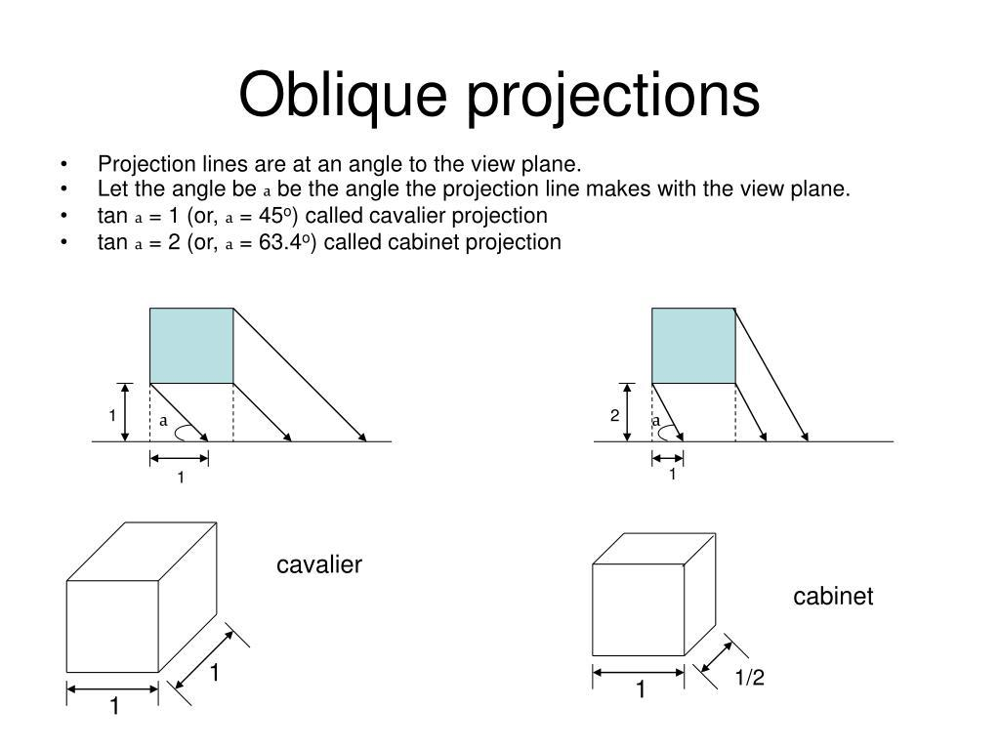 Oblique projections
• Projection lines are at an angle to the view plane.
• Let the angle be a be the angle the projection line makes with the view plane.
• tan a = 1 (or, a = 45º) called cavalier projection
• tan a = 2 (or, a = 63.4º) called cabinet projection
1
a
1
2
a
1
cavalier
1
1
cabinet
1/2
1